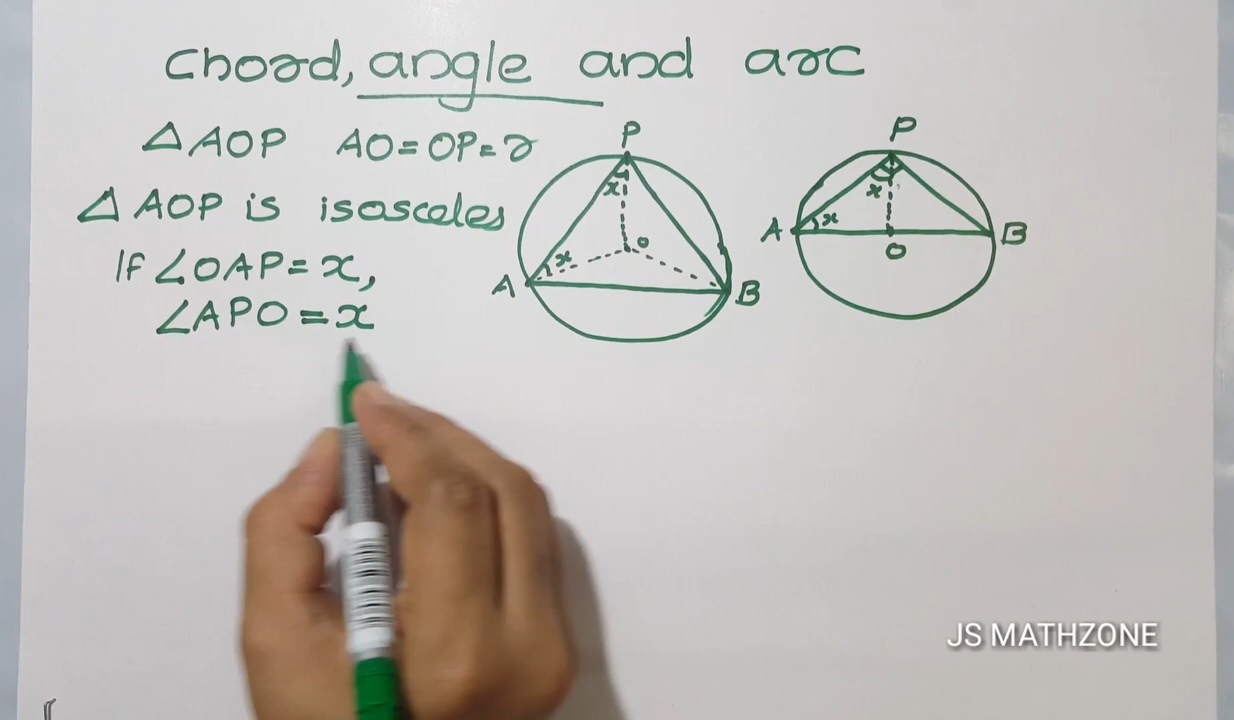 Chord, angle and arc
△AOP AO = OP = r
△AOP is isosceles
If ∠OAP = x,
∠APO = x
P
x
x
O
A
B
P
x
x
A
B
O
JS MATHZONE